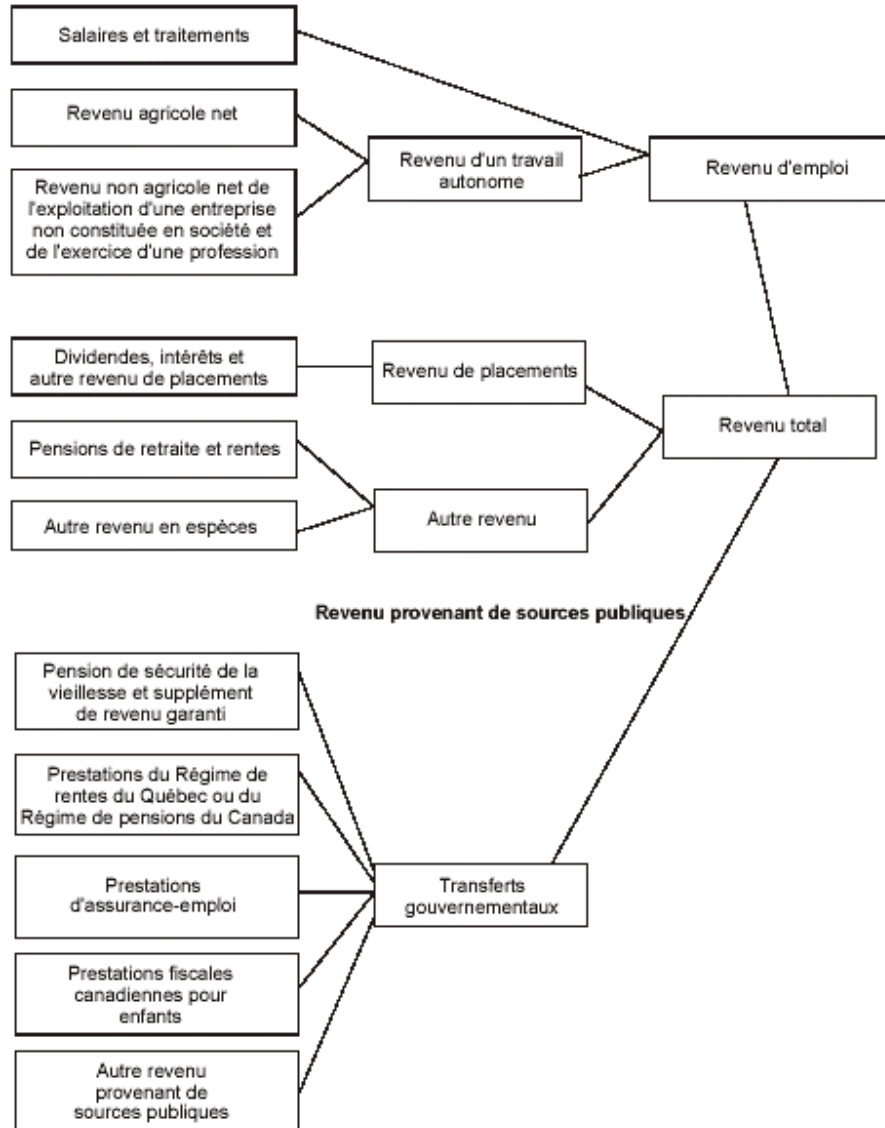 Salaires et traitements
Revenu agricole net
Revenu non agricole net de
l'exploitation d'une entreprise
non constituée en société et
de l'exercice d'une profession
Revenu d'un travail
autonome
Revenu d'emploi
Dividendes, intérêts et
autre revenu de placements
Revenu de placements
Pensions de retraite et rentes
Autre revenu en espèces
Autre revenu
Revenu total
Revenu provenant de sources publiques
Pension de sécurité de la
vieillesse et supplément
de revenu garanti
Prestations du Régime de
rentes du Québec ou du
Régime de pensions du Canada
Prestations
d'assurance-emploi
Prestations fiscales
canadiennes pour
enfants
Autre revenu
provenant de
sources publiques
Transferts
gouvernementaux